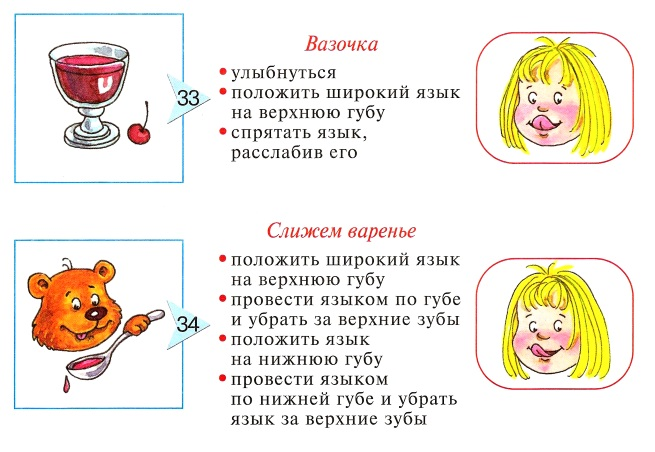 Вазочка
33
• улыбнуться
• положить широкий язык
на верхнюю губу
• спрятать язык,
расслабив его
Слижем варенье
34
• положить широкий язык
на верхнюю губу
• провести языком по губе
и убрать за верхние зубы
• положить язык
на нижнюю губу
• провести языком
по нижней губе и убрать
язык за верхние зубы